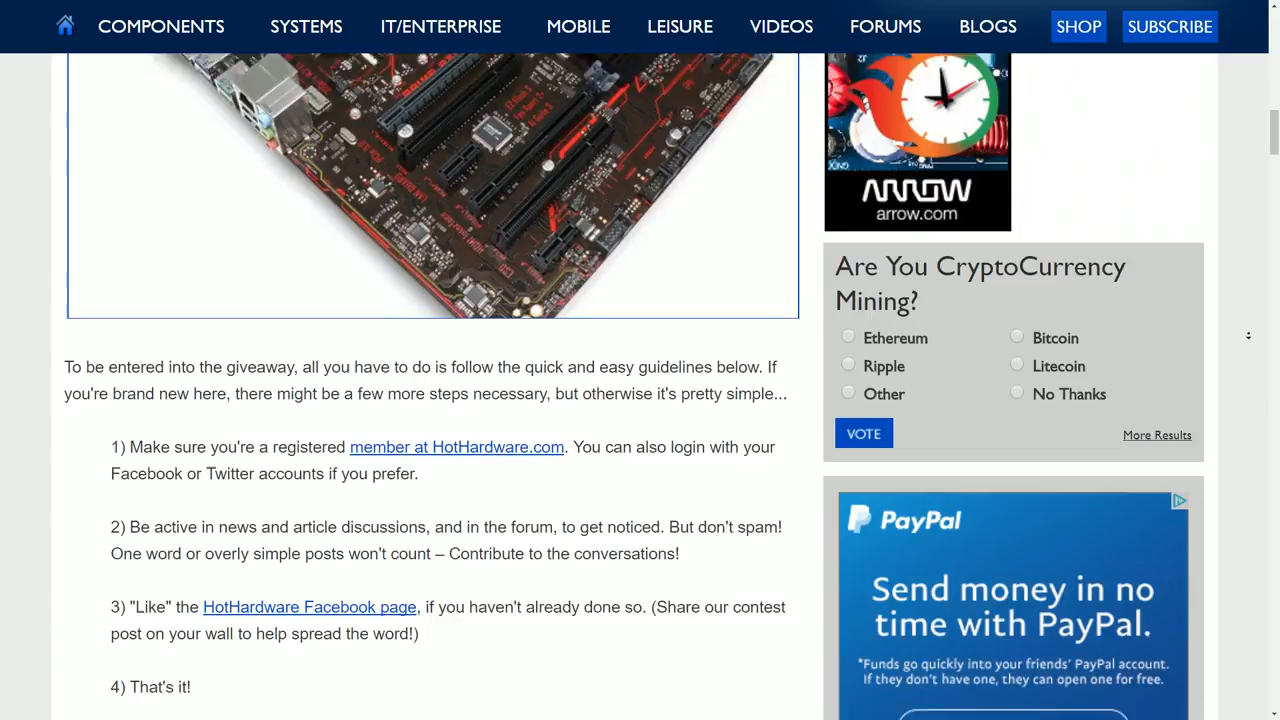 COMPONENTS SYSTEMS IT/ENTERPRISE MOBILE LEISURE VIDEOS FORUMS BLOGS SHOP SUBSCRIBE
ARROW
arrow.com
Are You CryptoCurrency
Mining?
Ethereum
Bitcoin
Ripple
Litecoin
Other
No Thanks
VOTE
More Results
To be entered into the giveaway, all you have to do is follow the quick and easy guidelines below. If
you're brand new here, there might be a few more steps necessary, but otherwise it's pretty simple...
1) Make sure you're a registered member at HotHardware.com. You can also login with your
Facebook or Twitter accounts if you prefer.
2) Be active in news and article discussions, and in the forum, to get noticed. But don't spam!
One word or overly simple posts won't count – Contribute to the conversations!
3) "Like" the HotHardware Facebook page, if you haven't already done so. (Share our contest
post on your wall to help spread the word!)
4) That's it!
PayPal
Send money in no
time with PayPal.
*Funds go quickly into your friends' PayPal account.
If they don't have one, they can open one for free.